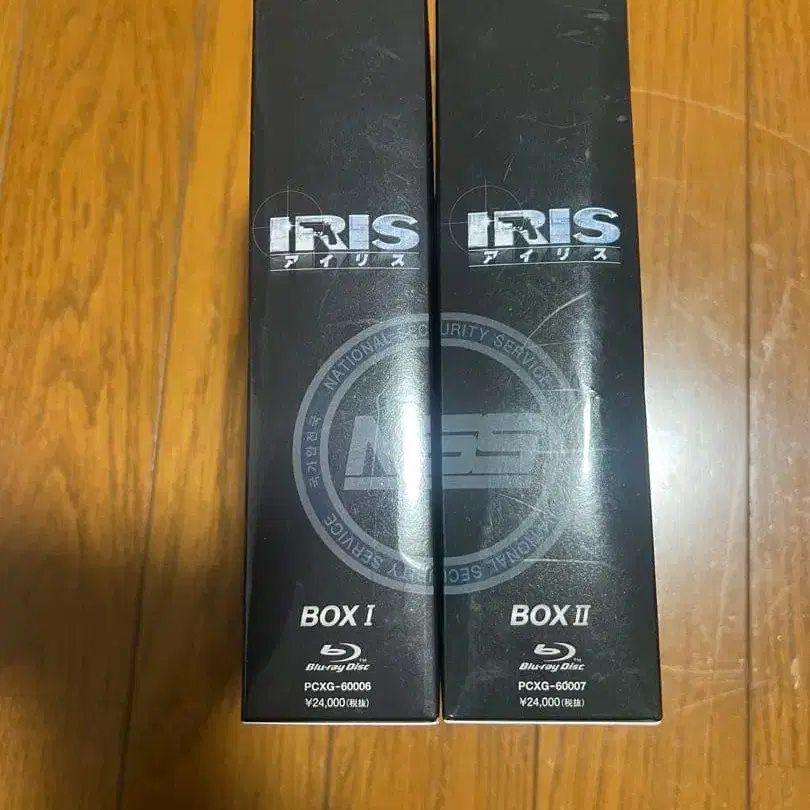 IRIS
アイリス
IRIS
アイリス
NATIONAL SECURITY SERVICE
국가안전국
NSS
NATIONAL SECURITY SERVICE
BOX I
Blu-ray Disc™
PCXG-60006
¥24,000(税抜)
BOX II
Blu-ray Disc™
PCXG-60007
¥24,000(税抜)